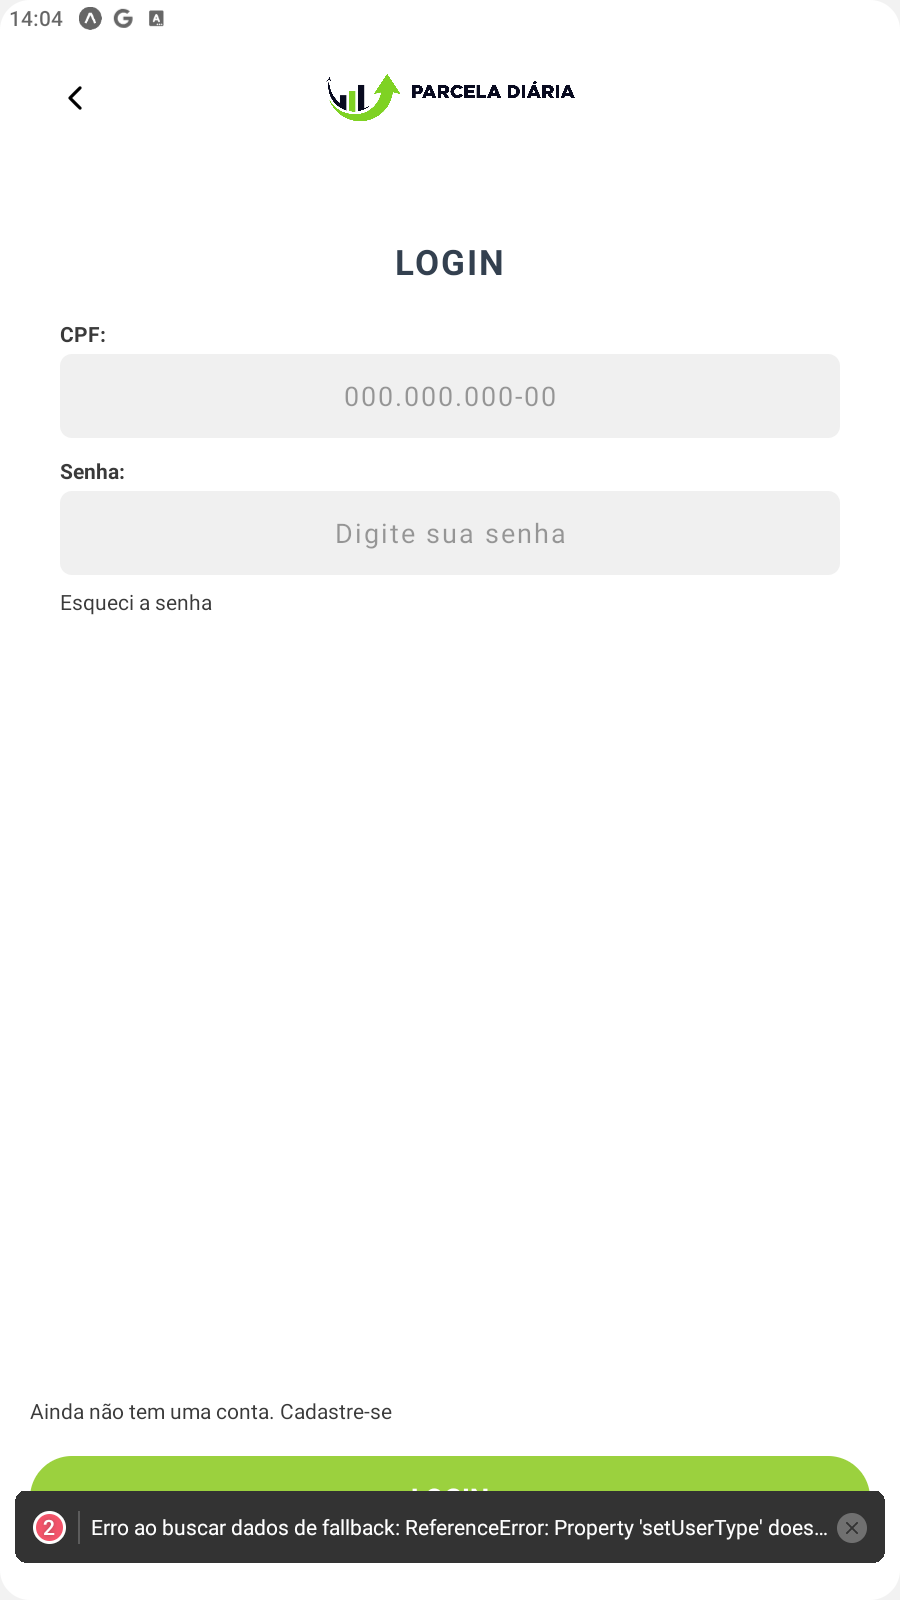 14:04
PARCELA DIÁRIA
LOGIN
CPF:
000.000.000-00
Senha:
Digite sua senha
Esqueci a senha
Ainda não tem uma conta. Cadastre-se
LOGIN
2 Erro ao buscar dados de fallback: ReferenceError: Property 'setUserType' does...